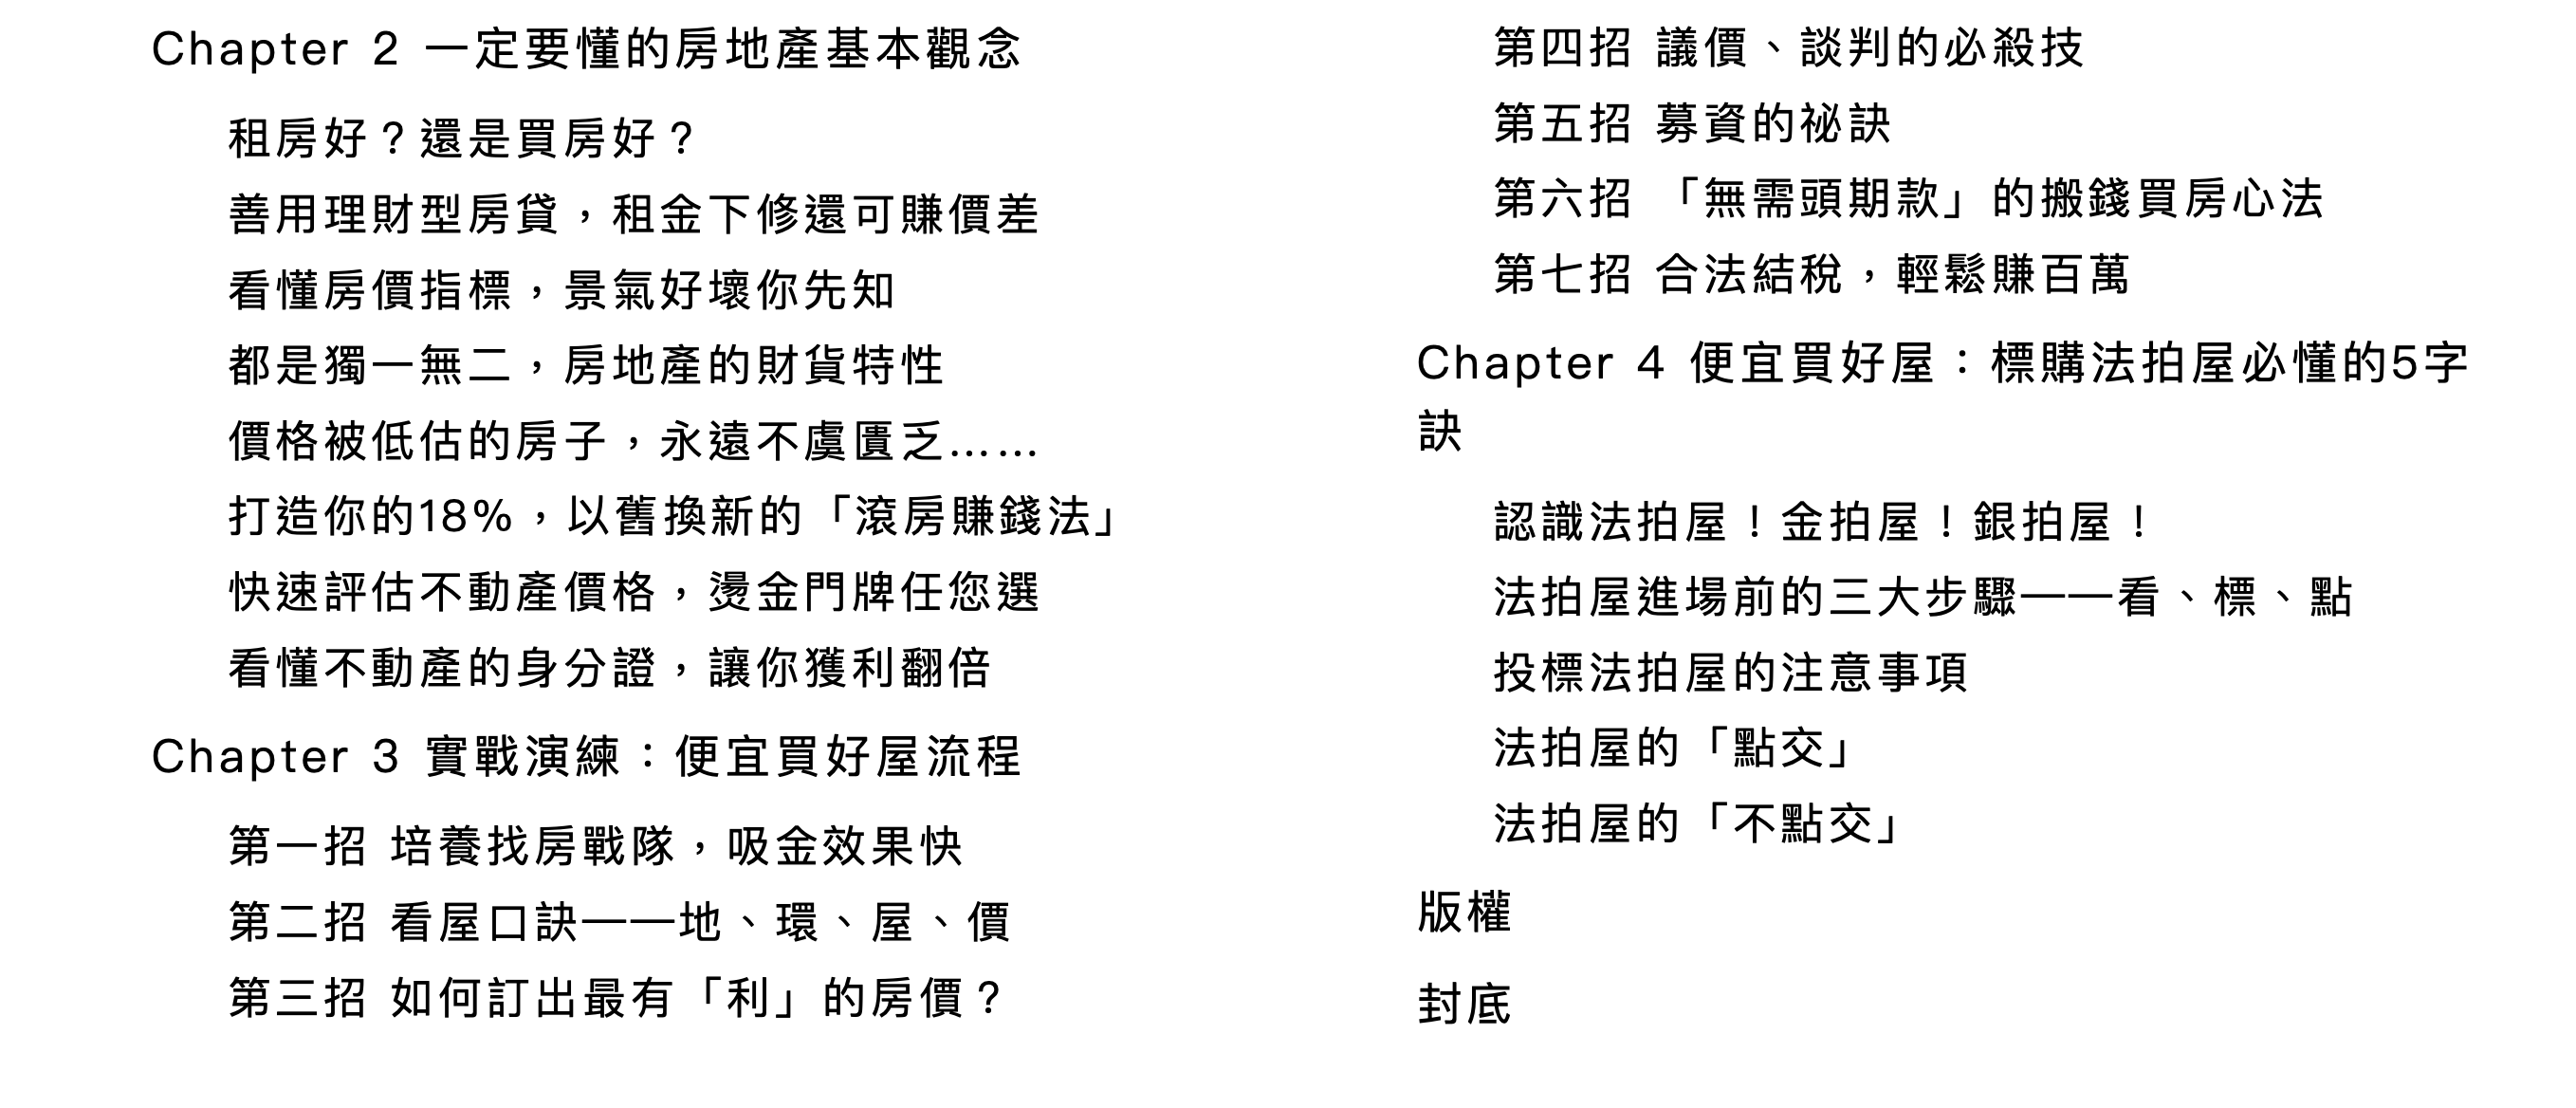 Chapter 2 一定要懂的房地產基本觀念
租房好？還是買房好？
善用理財型房貸，租金下修還可賺價差
看懂房價指標，景氣好壞你先知
都是獨一無二，房地產的財貨特性
價格被低估的房子，永遠不虞匱乏……
打造你的18%，以舊換新的「滾房賺錢法」
快速評估不動產價格，燙金門牌任您選
看懂不動產的身分證，讓你獲利翻倍
Chapter 3 實戰演練：便宜買好屋流程
第一招 培養找房戰隊，吸金效果快
第二招 看屋口訣——地、環、屋、價
第三招 如何訂出最有「利」的房價？
第四招 議價、談判的必殺技
第五招 募資的祕訣
第六招 「無需頭期款」的搬錢買房心法
第七招 合法結稅，輕鬆賺百萬
Chapter 4 便宜買好屋：標購法拍屋必懂的5字
訣
認識法拍屋！金拍屋！銀拍屋！
法拍屋進場前的三大步驟——看、標、點
投標法拍屋的注意事項
法拍屋的「點交」
法拍屋的「不點交」
版權
封底